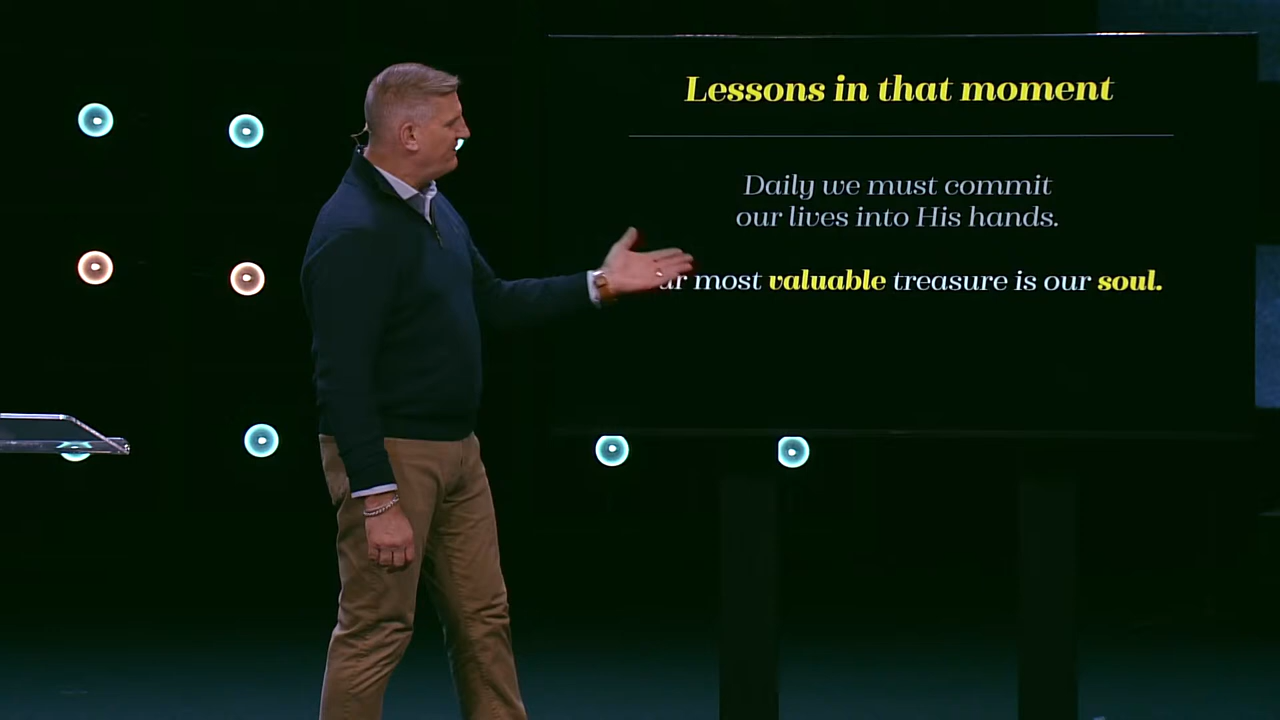 Lessons in that moment
Daily we must commit
our lives into His hands.
most valuable treasure is our soul.